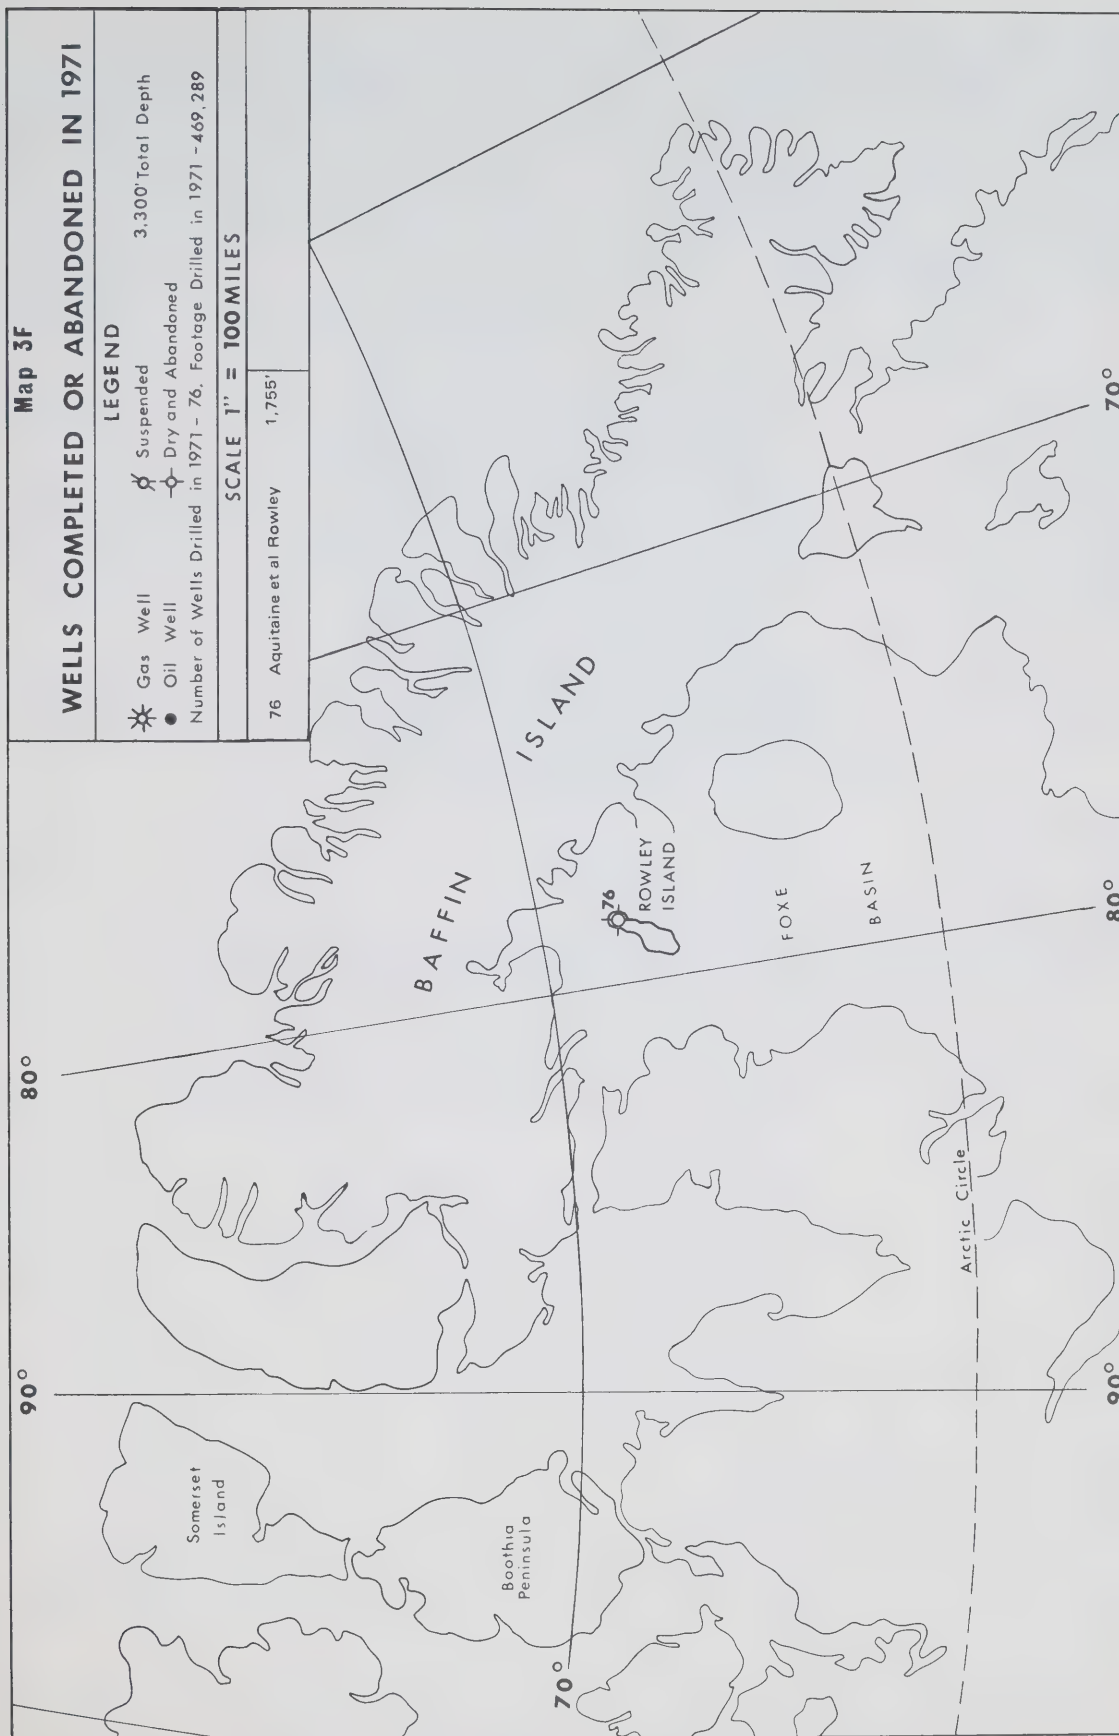 Map 3F
WELLS COMPLETED OR ABANDONED IN 1971
LEGEND
Gas Well Suspended 3,300' Total Depth
Oil Well Dry and Abandoned
Number of Wells Drilled in 1971 - 76, Footage Drilled in 1971 - 469,289
SCALE 1" = 100 MILES
76 Aquitaine et al Rowley 1,755'
90°
80°
Somerset
Island
Boothia
Peninsula
BAFFIN
ISLAND
76
ROWLEY
ISLAND
FOXE
BASIN
Arctic Circle
70°
90°
80°
70°